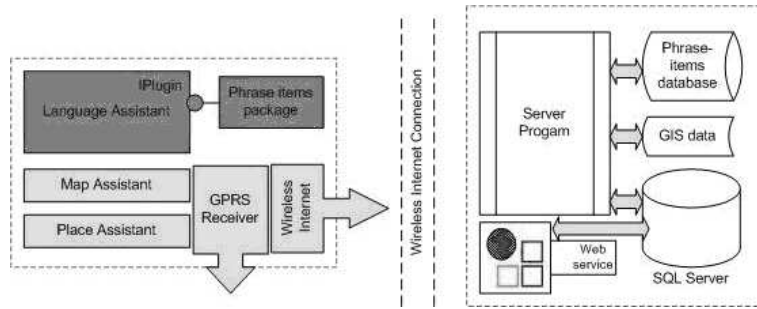 IPlugin
Language Assistant
Phrase items
package
Map Assistant
Place Assistant
GPRS
Receiver
Wireless
Internet
Wireless Internet Connection
Server
Progam
Phrase-
items
database
GIS data
Web
service
SQL Server